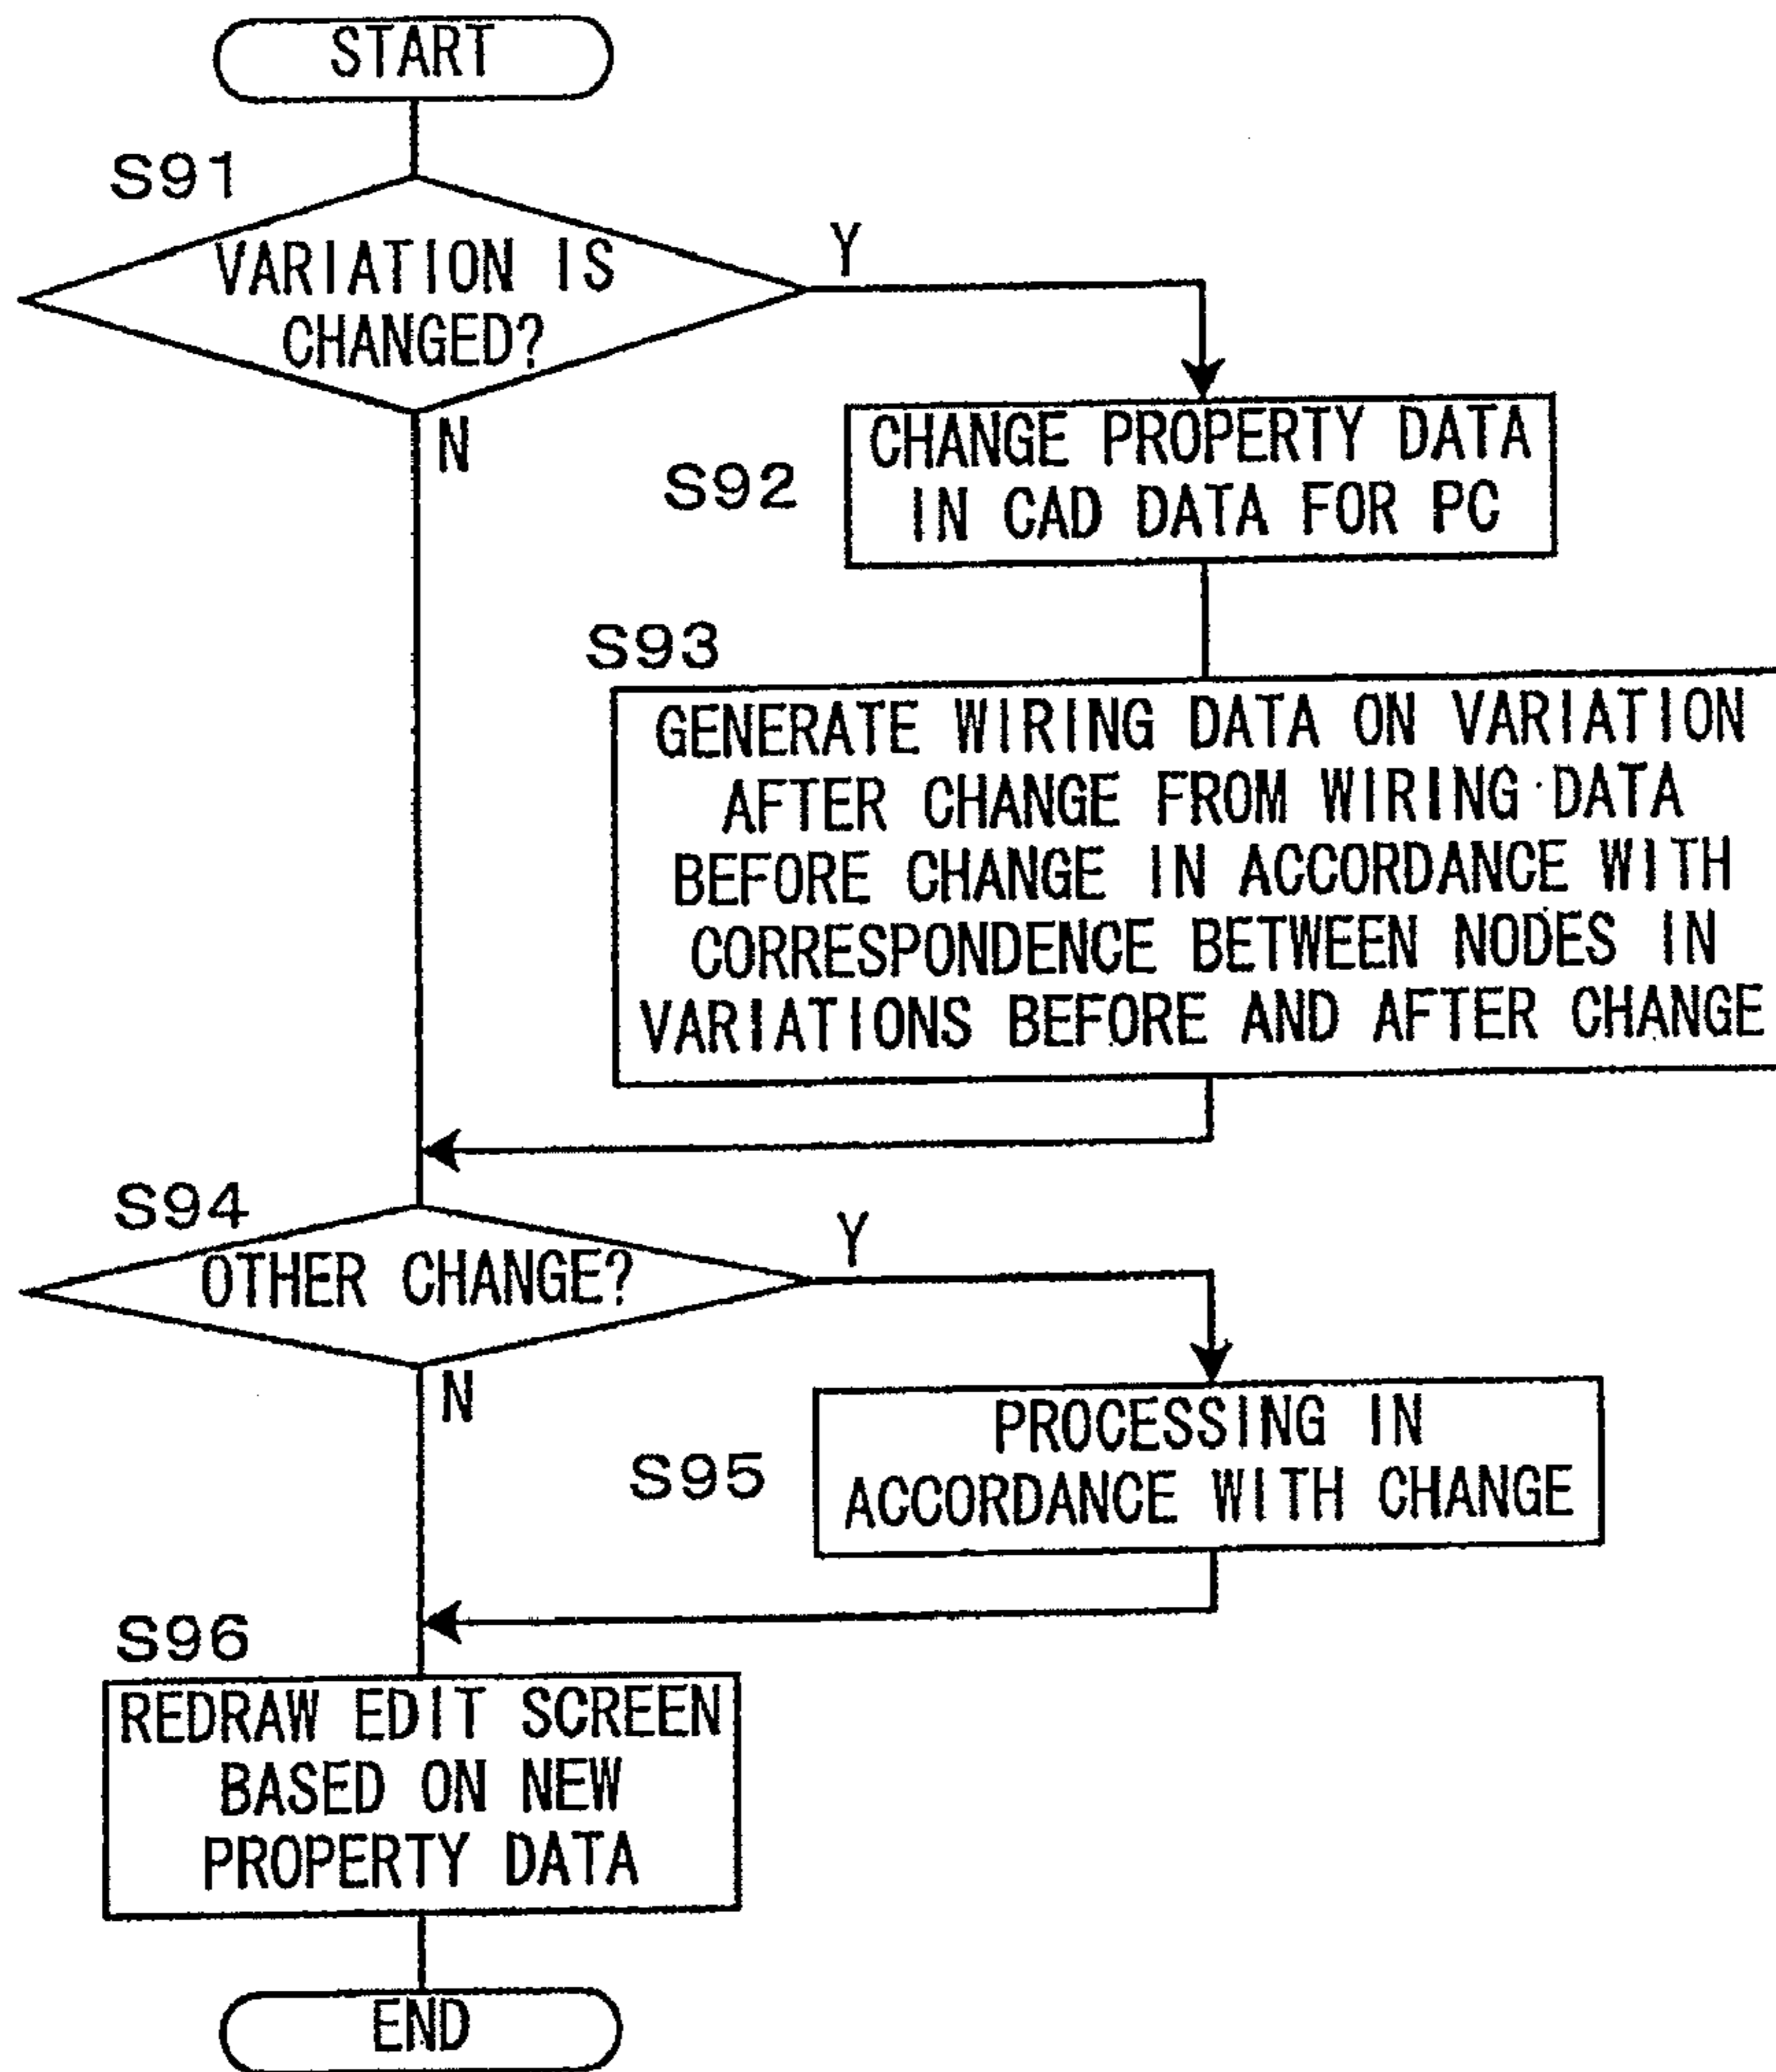 START
S91
VARIATION IS
CHANGED?
Y
N
S92
CHANGE PROPERTY DATA
IN CAD DATA FOR PC
S93
GENERATE WIRING DATA ON VARIATION
AFTER CHANGE FROM WIRING DATA
BEFORE CHANGE IN ACCORDANCE WITH
CORRESPONDENCE BETWEEN NODES IN
VARIATIONS BEFORE AND AFTER CHANGE
S94
OTHER CHANGE?
Y
N
S95
PROCESSING IN
ACCORDANCE WITH CHANGE
S96
REDRAW EDIT SCREEN
BASED ON NEW
PROPERTY DATA
END